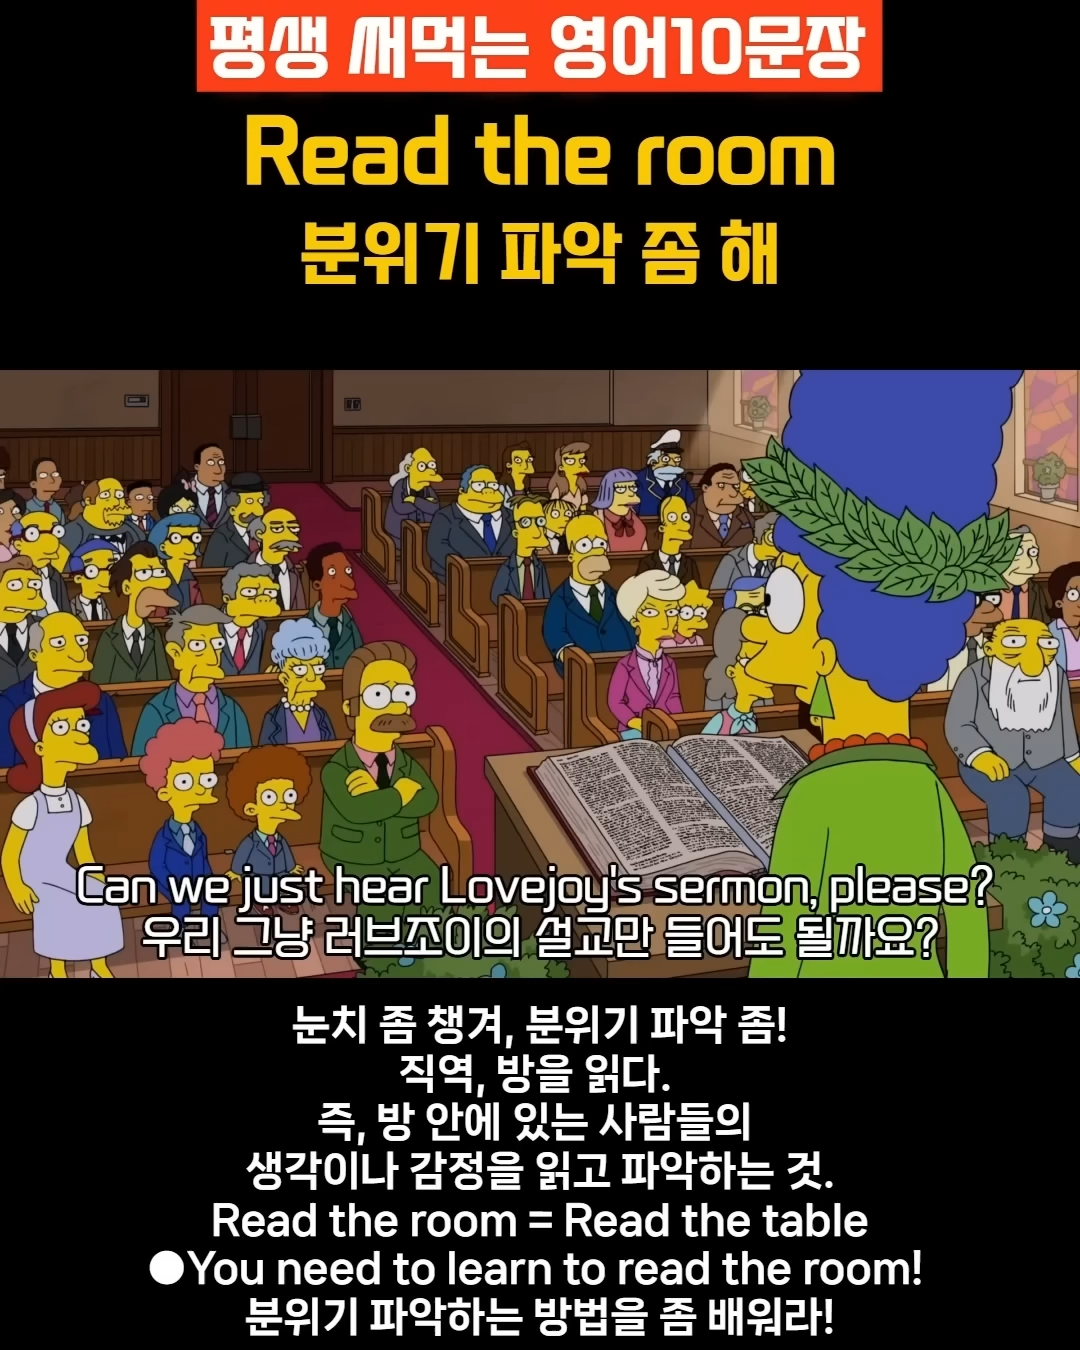 평생 써먹는 영어10문장
Read the room
분위기 파악 좀 해
Can we just hear Lovejoy's sermon, please?
우리 그냥 러브조이의 설교만 들어도 될까요?
눈치 좀 챙겨, 분위기 파악 좀!
직역, 방을 읽다.
즉, 방 안에 있는 사람들의
생각이나 감정을 읽고 파악하는 것.
Read the room = Read the table
●You need to learn to read the room!
분위기 파악하는 방법을 좀 배워라!